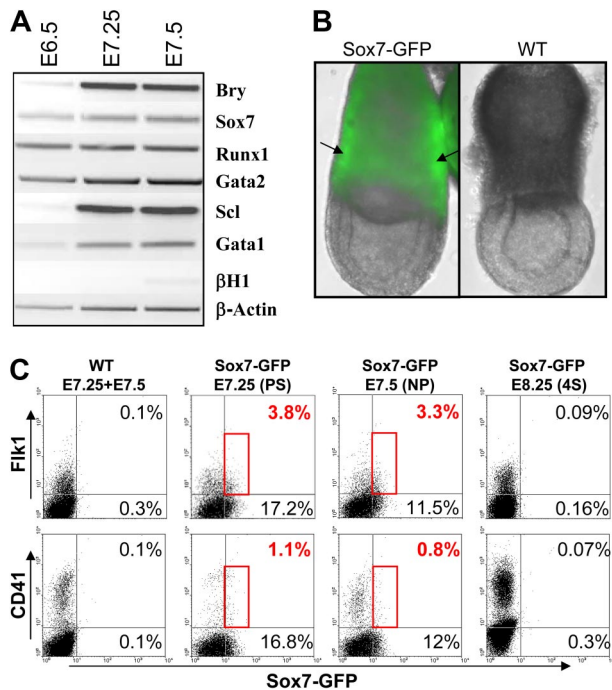 A
E6.5 E7.25 E7.5
Bry
Sox7
Runx1
Gata2
Scl
Gata1
βH1
β-Actin
B
Sox7-GFP WT
C
WT
E7.25+E7.5
Sox7-GFP
E7.25 (PS)
Sox7-GFP
E7.5 (NP)
Sox7-GFP
E8.25 (4S)
Flk1
0.1% 3.8% 3.3% 0.09%
0.3% 17.2% 11.5% 0.16%
CD41
0.1% 1.1% 0.8% 0.07%
0.1% 16.8% 12% 0.3%
Sox7-GFP